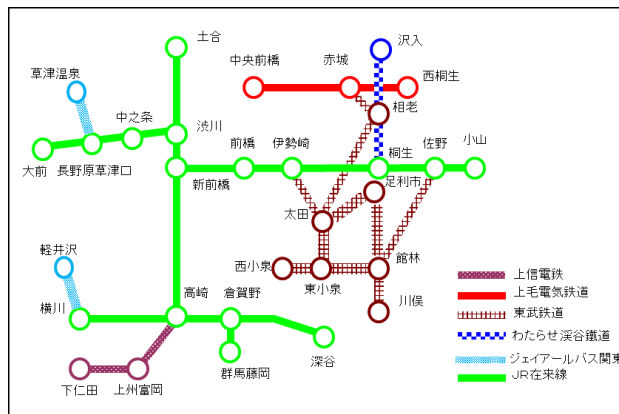 土合
沢入
中央前橋
赤城
草津温泉
西桐生
相老
中之条
渋川
前橋
伊勢崎
桐生
佐野
小山
大前
長野原草津口
新前橋
足利市
太田
軽井沢
西小泉
東小泉
館林
横川
高崎
倉賀野
川俣
深谷
群馬藤岡
下仁田
上州富岡
上信電鉄
上毛電気鉄道
東武鉄道
わたらせ渓谷鐵道
ジェイアールバス関東
JR在来線